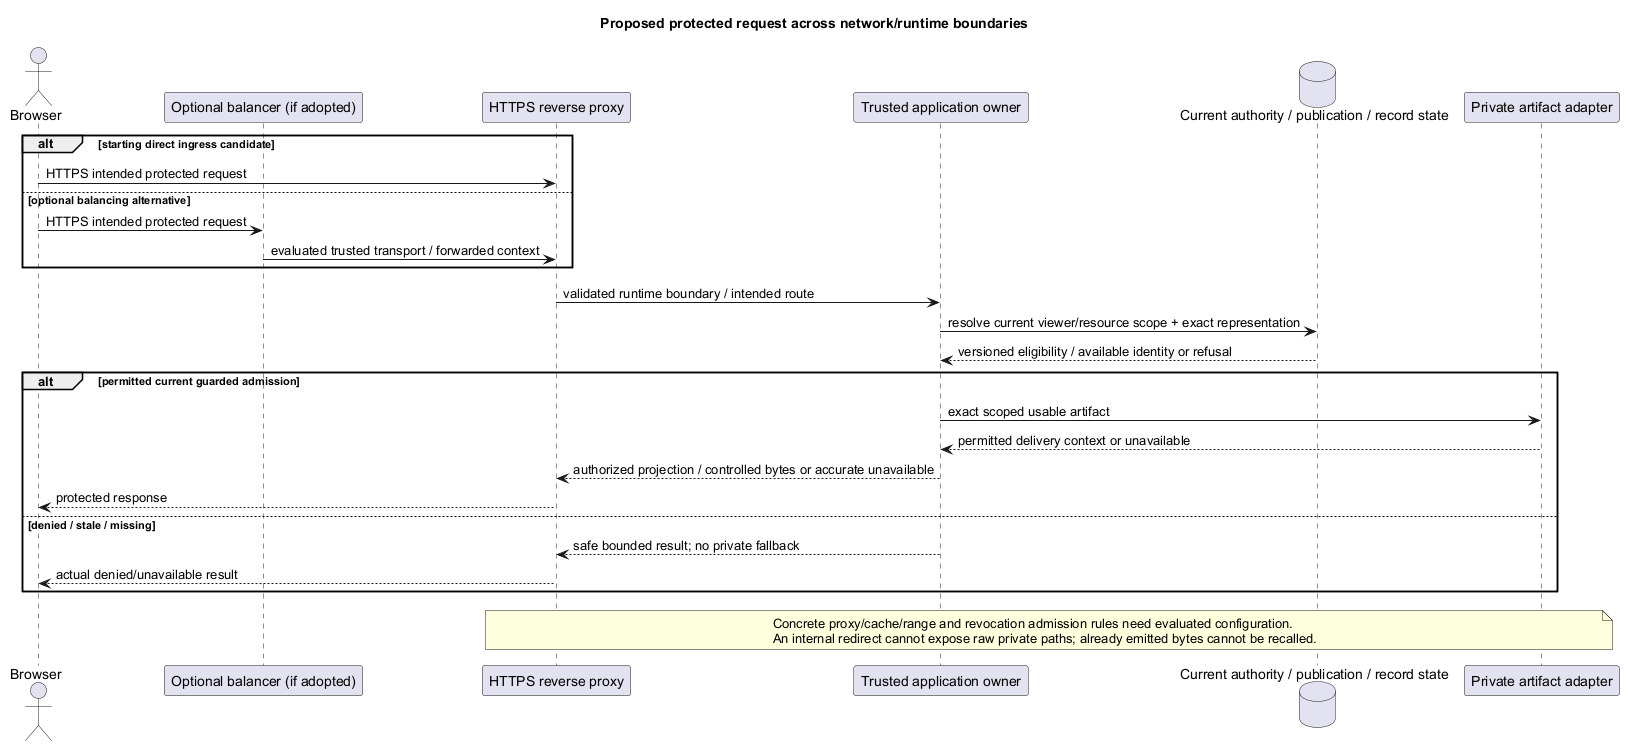 Proposed protected request across network/runtime boundaries
Browser
Optional balancer (if adopted)
HTTPS reverse proxy
Trusted application owner
Current authority / publication / record state
Private artifact adapter
alt
[starting direct ingress candidate]
HTTPS intended protected request
[optional balancing alternative]
HTTPS intended protected request
evaluated trusted transport / forwarded context
validated runtime boundary / intended route
resolve current viewer/resource scope + exact representation
versioned eligibility / available identity or refusal
alt
[permitted current guarded admission]
exact scoped usable artifact
permitted delivery context or unavailable
authorized projection / controlled bytes or accurate unavailable
protected response
[denied / stale / missing]
safe bounded result; no private fallback
actual denied/unavailable result
Concrete proxy/cache/range and revocation admission rules need evaluated configuration.
An internal redirect cannot expose raw private paths; already emitted bytes cannot be recalled.
Browser
Optional balancer (if adopted)
HTTPS reverse proxy
Trusted application owner
Current authority / publication / record state
Private artifact adapter